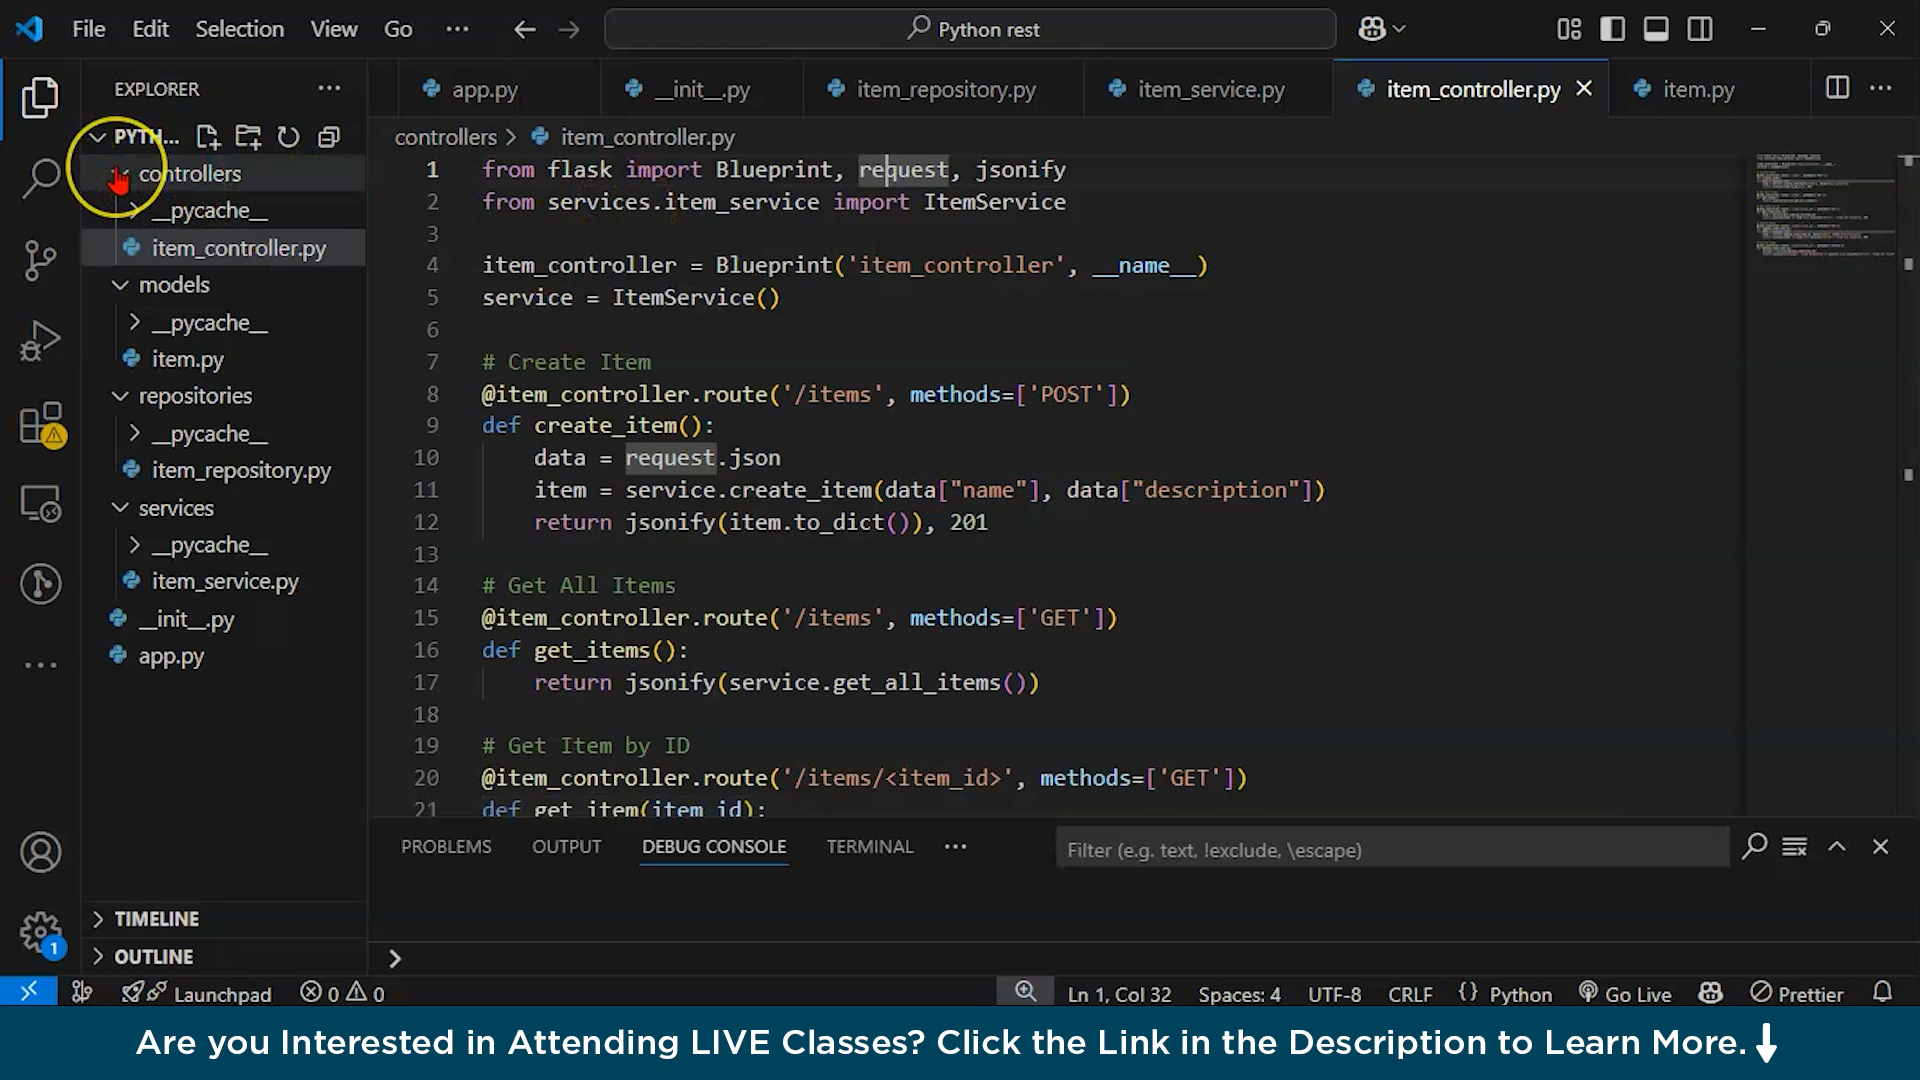 File Edit Selection View Go ··· Python rest
EXPLORER ···
PYTH...
controllers
__pycache__
item_controller.py
models
__pycache__
item.py
repositories
__pycache__
item_repository.py
services
__pycache__
item_service.py
__init__.py
app.py
TIMELINE
OUTLINE
app.py __init__.py item_repository.py item_service.py item_controller.py item.py
controllers > item_controller.py
1 from flask import Blueprint, request, jsonify
2 from services.item_service import ItemService
3
4 item_controller = Blueprint('item_controller', __name__)
5 service = ItemService()
6
7 # Create Item
8 @item_controller.route('/items', methods=['POST'])
9 def create_item():
10 data = request.json
11 item = service.create_item(data["name"], data["description"])
12 return jsonify(item.to_dict()), 201
13
14 # Get All Items
15 @item_controller.route('/items', methods=['GET'])
16 def get_items():
17 return jsonify(service.get_all_items())
18
19 # Get Item by ID
20 @item_controller.route('/items/<item_id>', methods=['GET'])
21 def get_item(item_id):
PROBLEMS OUTPUT DEBUG CONSOLE TERMINAL ··· Filter (e.g. text, !exclude, \escape)
>
1
Launchpad 0 0 Ln 1, Col 32 Spaces: 4 UTF-8 CRLF {} Python Go Live Prettier
Are you Interested in Attending LIVE Classes? Click the Link in the Description to Learn More.